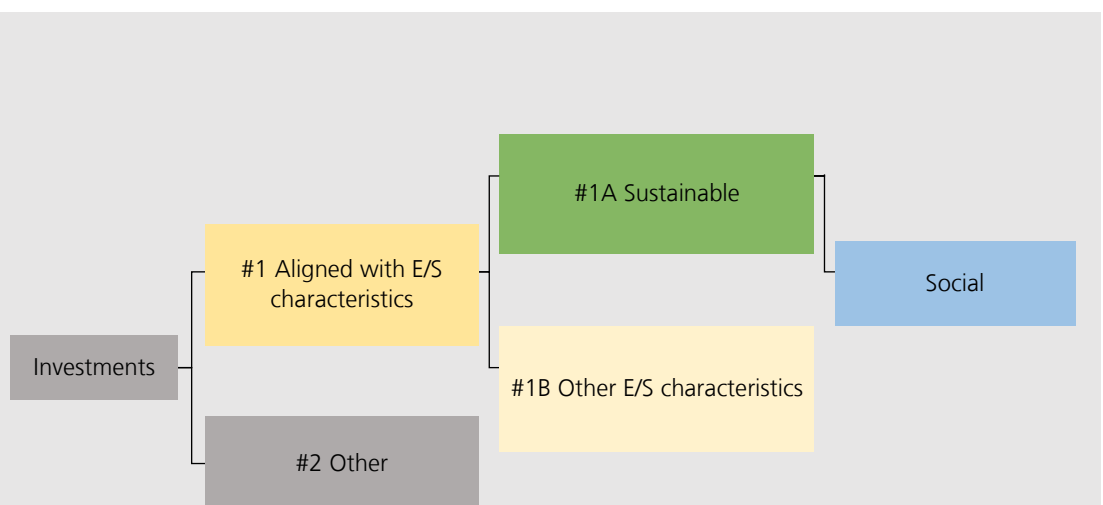 #1A Sustainable
#1 Aligned with E/S
characteristics
Social
Investments
#1B Other E/S characteristics
#2 Other